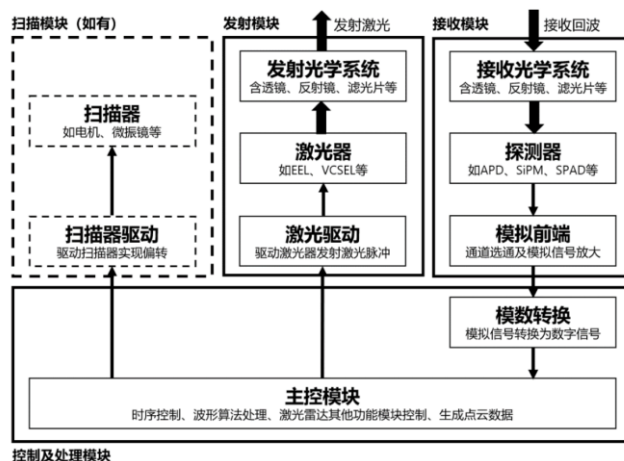 扫描模块（如有）
发射模块
发射激光
接收模块
接收回波
发射光学系统
含透镜、反射镜、滤光片等
接收光学系统
含透镜、反射镜、滤光片等
扫描器
如电机、微振镜等
激光器
如EEL、VCSEL等
探测器
如APD、SiPM、SPAD等
扫描器驱动
驱动扫描器实现偏转
激光驱动
驱动激光器发射激光脉冲
模拟前端
通道选通及模拟信号放大
模数转换
模拟信号转换为数字信号
主控模块
时序控制、波形算法处理、激光雷达其他功能模块控制、生成点云数据
控制及处理模块